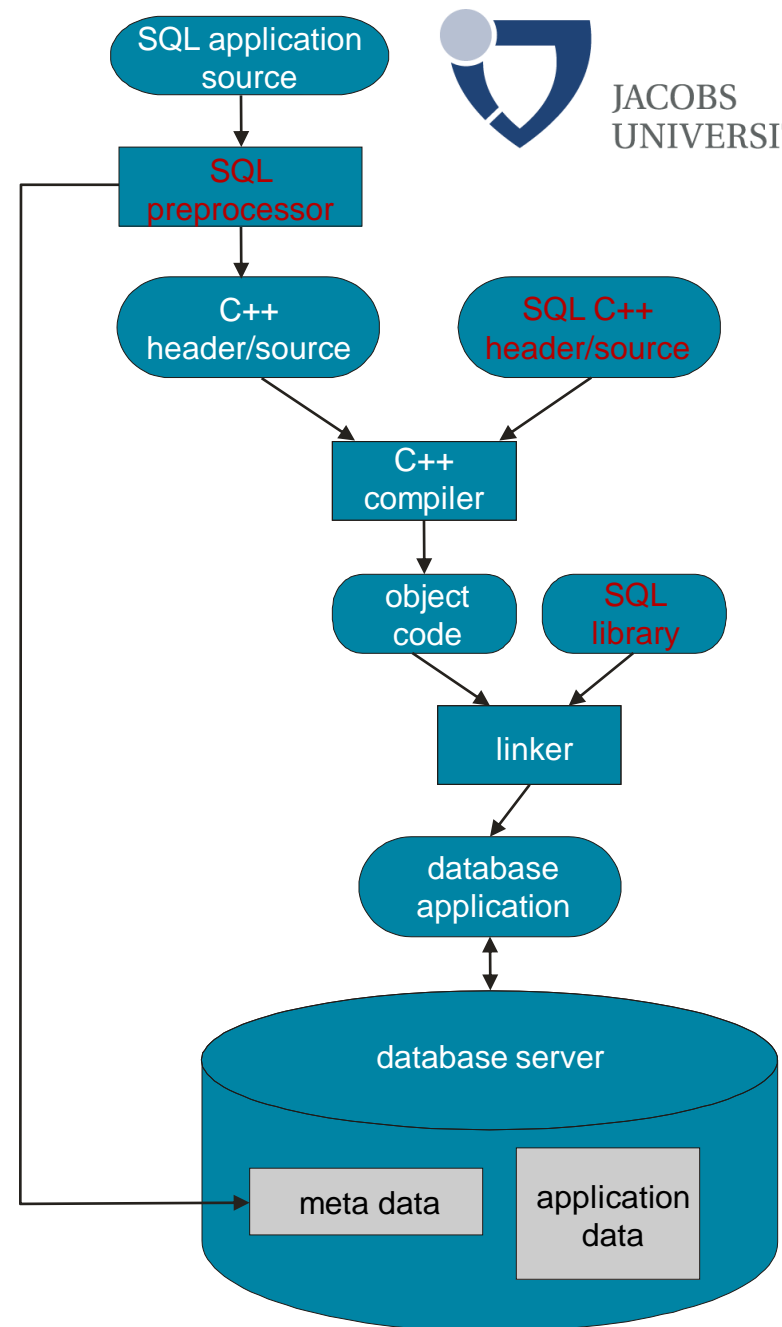 SQL application
source
JACOBS
UNIVERSI
SQL
preprocessor
C++
header/source
SQL C++
header/source
C++
compiler
object
code
SQL
library
linker
database
application
database server
meta data
application
data